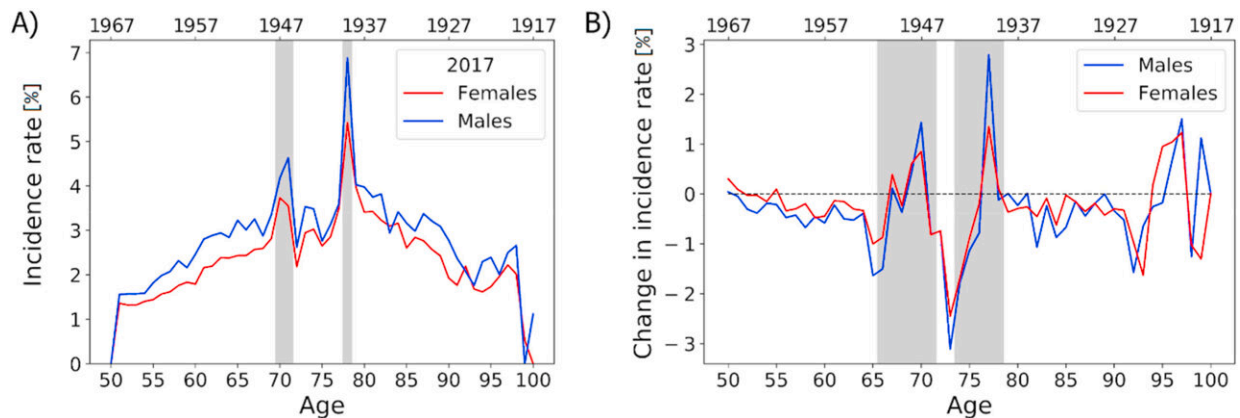 A)
1967 1957 1947 1937 1927 1917
Incidence rate [%]
7
6
5
4
3
2
1
0
2017
Females
Males
50 55 60 65 70 75 80 85 90 95 100
Age
B)
1967 1957 1947 1937 1927 1917
Change in incidence rate [%]
3
2
1
0
− 1
− 2
− 3
Males
Females
50 55 60 65 70 75 80 85 90 95 100
Age